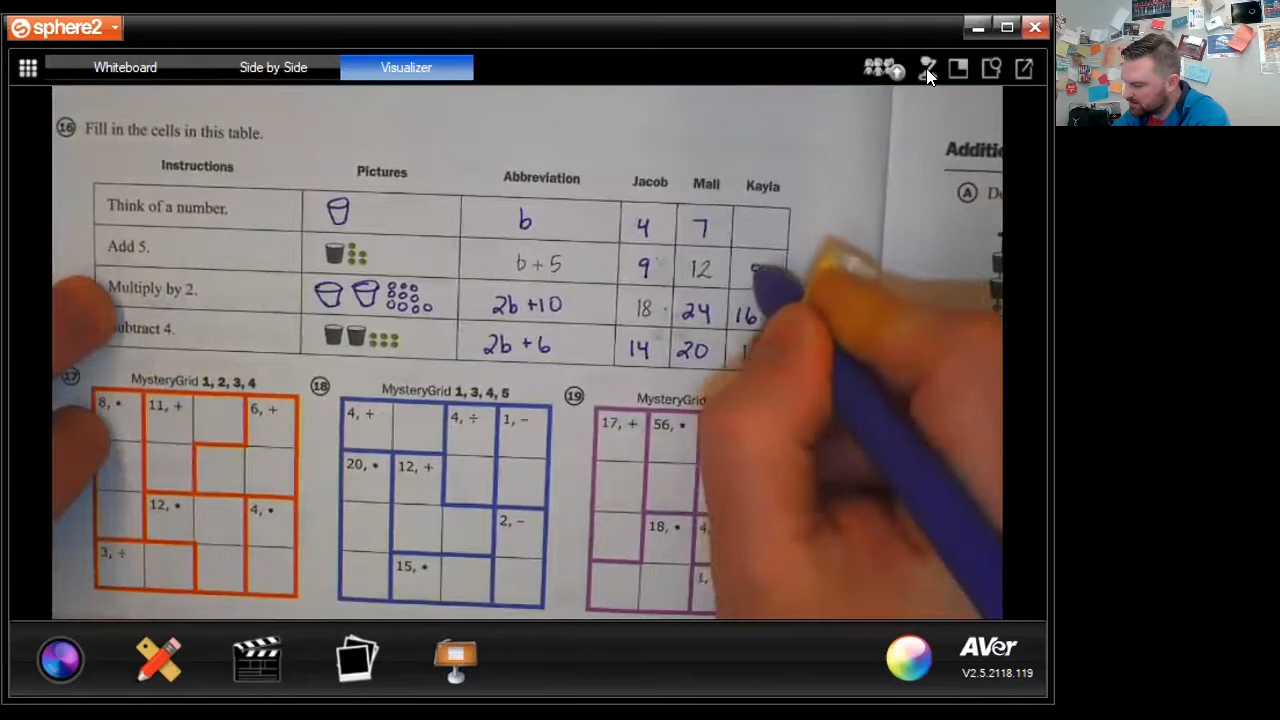 sphere2
Whiteboard
Side by Side
Visualizer
16 Fill in the cells in this table.
Instructions Pictures Abbreviation Jacob Mali Kayla
Think of a number. b 4 7
Add 5. b + 5 9 12
Multiply by 2. 2b +10 18 24 16
Subtract 4. 2b + 6 14 20
Additi
A
17 MysteryGrid 1, 2, 3, 4
8, • 11, + 6, +
12, • 4, •
3, ÷
18 MysteryGrid 1, 3, 4, 5
4, + 4, ÷ 1, −
20, • 12, +
2, −
15, •
19 MysteryGrid
17, + 56, •
18, • 4,
1,
AVer
V2.5.2118.119